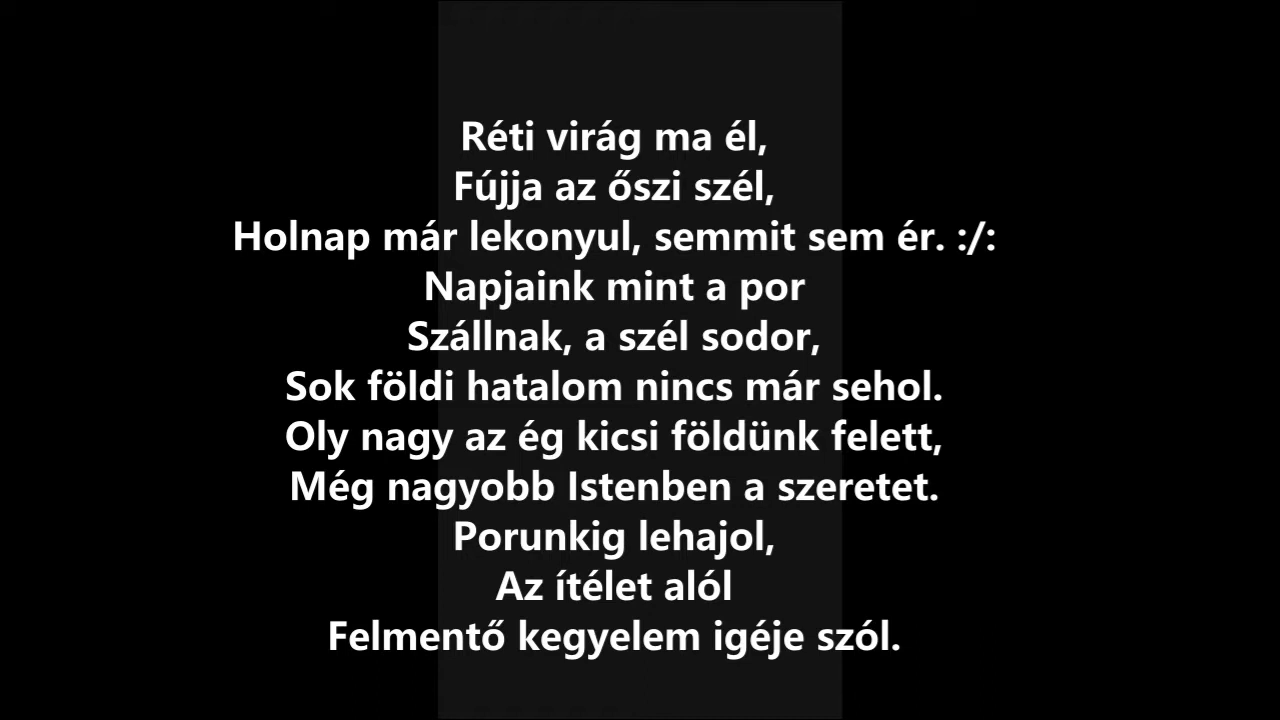 Réti virág ma él,
Fújja az őszi szél,
Holnap már lekonyul, semmit sem ér. :/:
Napjaink mint a por
Szállnak, a szél sodor,
Sok földi hatalom nincs már sehol.
Oly nagy az ég kicsi földünk felett,
Még nagyobb Istenben a szeretet.
Porunkig lehajol,
Az ítélet alól
Felmentő kegyelem igéje szól.